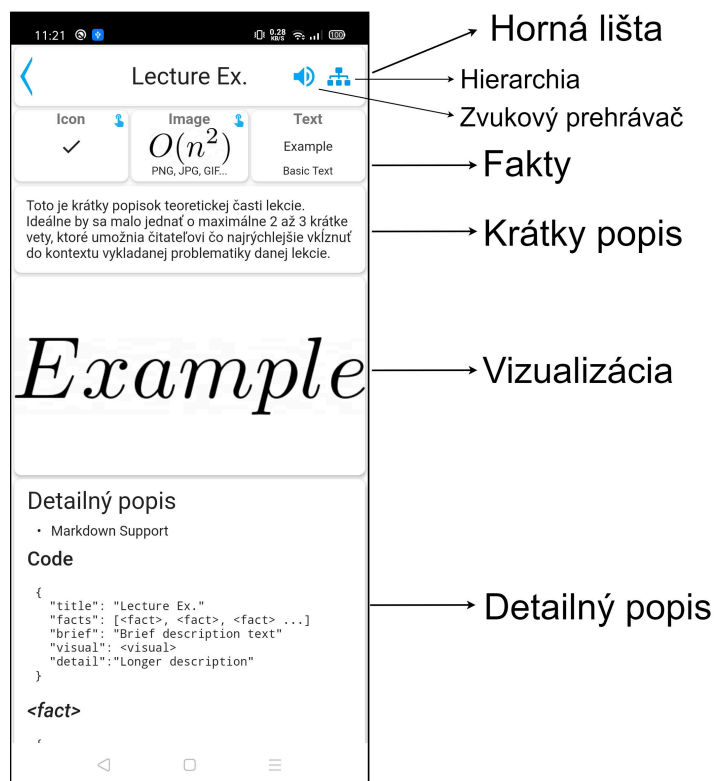 11:21
0.28
KB/S
100
Lecture Ex.
Icon
Image
O(n²)
PNG, JPG, GIF...
Text
Example
Basic Text
Toto je krátky popisok teoretickej časti lekcie.
Ideálne by sa malo jednať o maximálne 2 až 3 krátke
vety, ktoré umožnia čitateľovi čo najrýchlejšie vkĺznuť
do kontextu vykladanej problematiky danej lekcie.
Example
Detailný popis
• Markdown Support
Code
{
"title": "Lecture Ex."
"facts": [<fact>, <fact>, <fact> ...]
"brief": "Brief description text"
"visual": <visual>
"detail":"Longer description"
}
<fact>
Horná lišta
Hierarchia
Zvukový prehrávač
Fakty
Krátky popis
Vizualizácia
Detailný popis